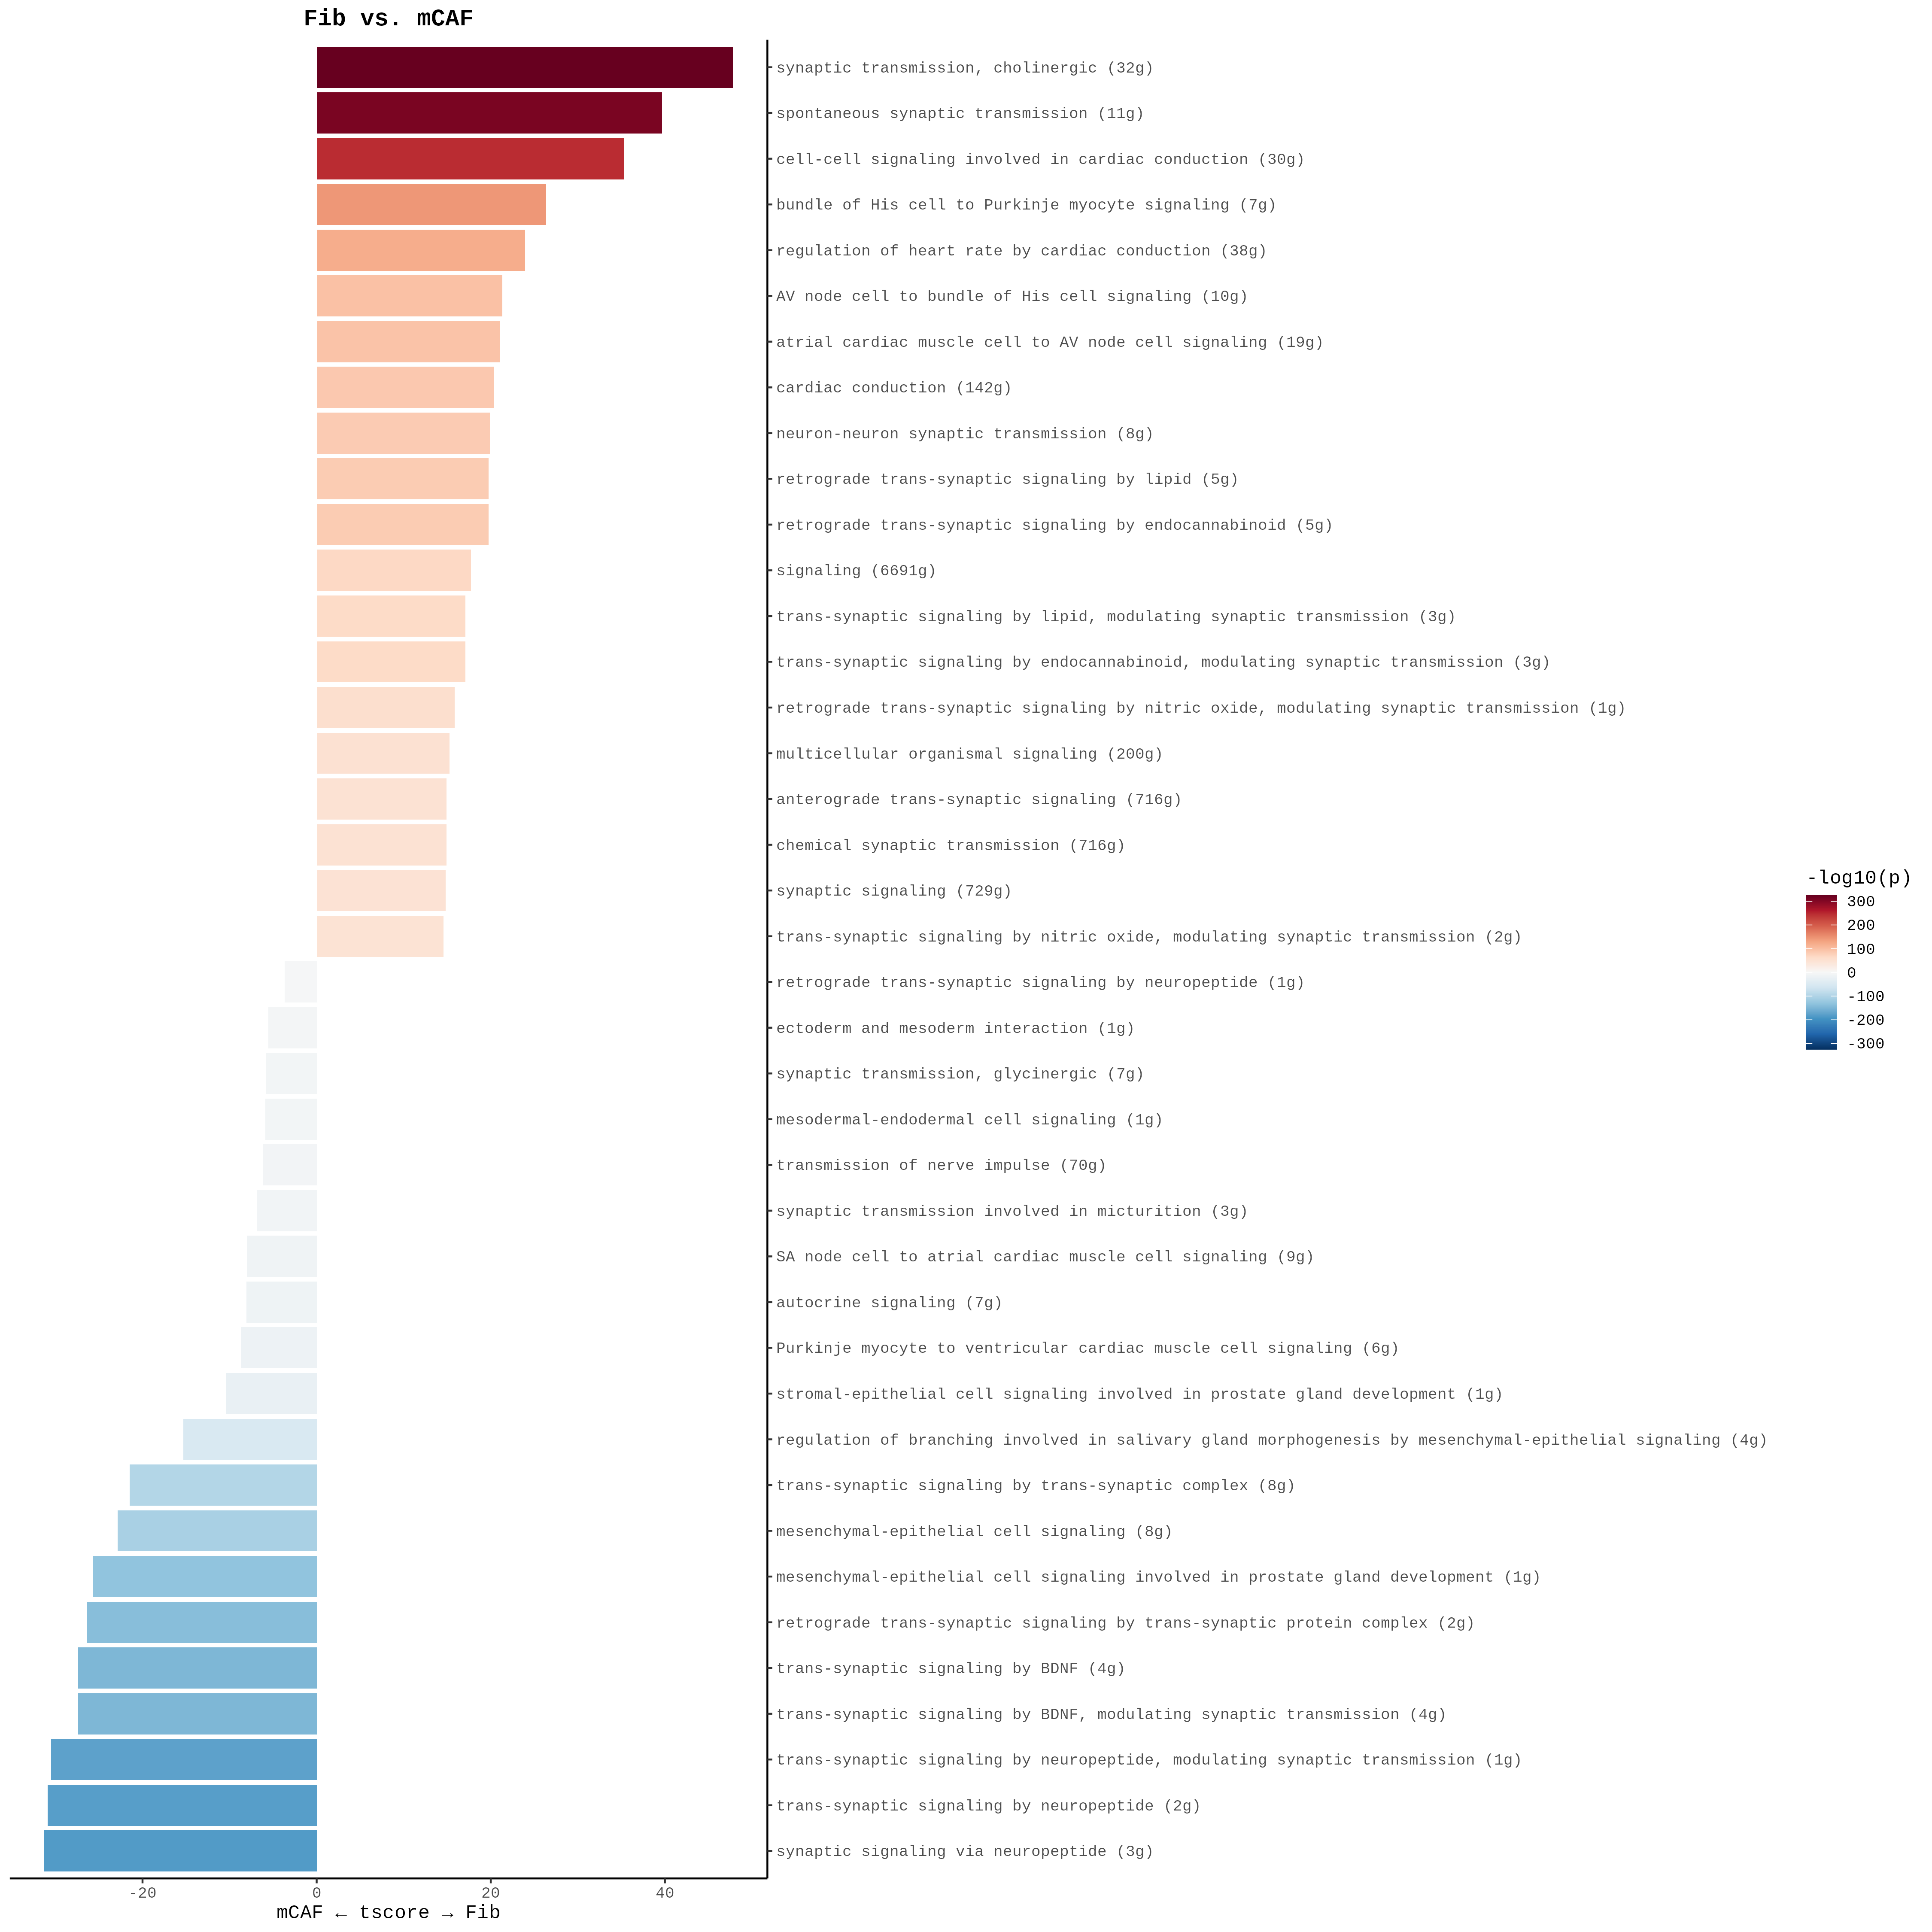 Fib vs. mCAF
synaptic transmission, cholinergic (32g)
spontaneous synaptic transmission (11g)
cell-cell signaling involved in cardiac conduction (30g)
bundle of His cell to Purkinje myocyte signaling (7g)
regulation of heart rate by cardiac conduction (38g)
AV node cell to bundle of His cell signaling (10g)
atrial cardiac muscle cell to AV node cell signaling (19g)
cardiac conduction (142g)
neuron-neuron synaptic transmission (8g)
retrograde trans-synaptic signaling by lipid (5g)
retrograde trans-synaptic signaling by endocannabinoid (5g)
signaling (6691g)
trans-synaptic signaling by lipid, modulating synaptic transmission (3g)
trans-synaptic signaling by endocannabinoid, modulating synaptic transmission (3g)
retrograde trans-synaptic signaling by nitric oxide, modulating synaptic transmission (1g)
multicellular organismal signaling (200g)
anterograde trans-synaptic signaling (716g)
chemical synaptic transmission (716g)
synaptic signaling (729g)
trans-synaptic signaling by nitric oxide, modulating synaptic transmission (2g)
retrograde trans-synaptic signaling by neuropeptide (1g)
ectoderm and mesoderm interaction (1g)
synaptic transmission, glycinergic (7g)
mesodermal-endodermal cell signaling (1g)
transmission of nerve impulse (70g)
synaptic transmission involved in micturition (3g)
SA node cell to atrial cardiac muscle cell signaling (9g)
autocrine signaling (7g)
Purkinje myocyte to ventricular cardiac muscle cell signaling (6g)
stromal-epithelial cell signaling involved in prostate gland development (1g)
regulation of branching involved in salivary gland morphogenesis by mesenchymal-epithelial signaling (4g)
trans-synaptic signaling by trans-synaptic complex (8g)
mesenchymal-epithelial cell signaling (8g)
mesenchymal-epithelial cell signaling involved in prostate gland development (1g)
retrograde trans-synaptic signaling by trans-synaptic protein complex (2g)
trans-synaptic signaling by BDNF (4g)
trans-synaptic signaling by BDNF, modulating synaptic transmission (4g)
trans-synaptic signaling by neuropeptide, modulating synaptic transmission (1g)
trans-synaptic signaling by neuropeptide (2g)
synaptic signaling via neuropeptide (3g)
-20 0 20 40
mCAF ← tscore → Fib
-log10(p)
300
200
100
0
-100
-200
-300